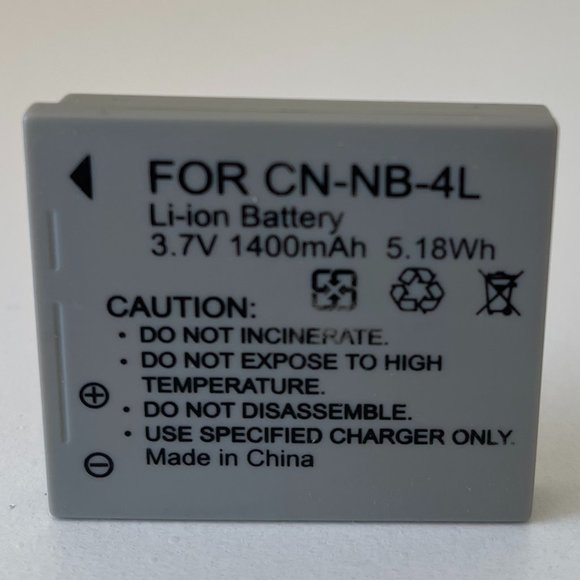 FOR CN-NB-4L
Li-ion Battery
3.7V 1400mAh 5.18Wh
CAUTION:
• DO NOT INCINERATE.
• DO NOT EXPOSE TO HIGH
TEMPERATURE.
• DO NOT DISASSEMBLE.
• USE SPECIFIED CHARGER ONLY.
Made in China